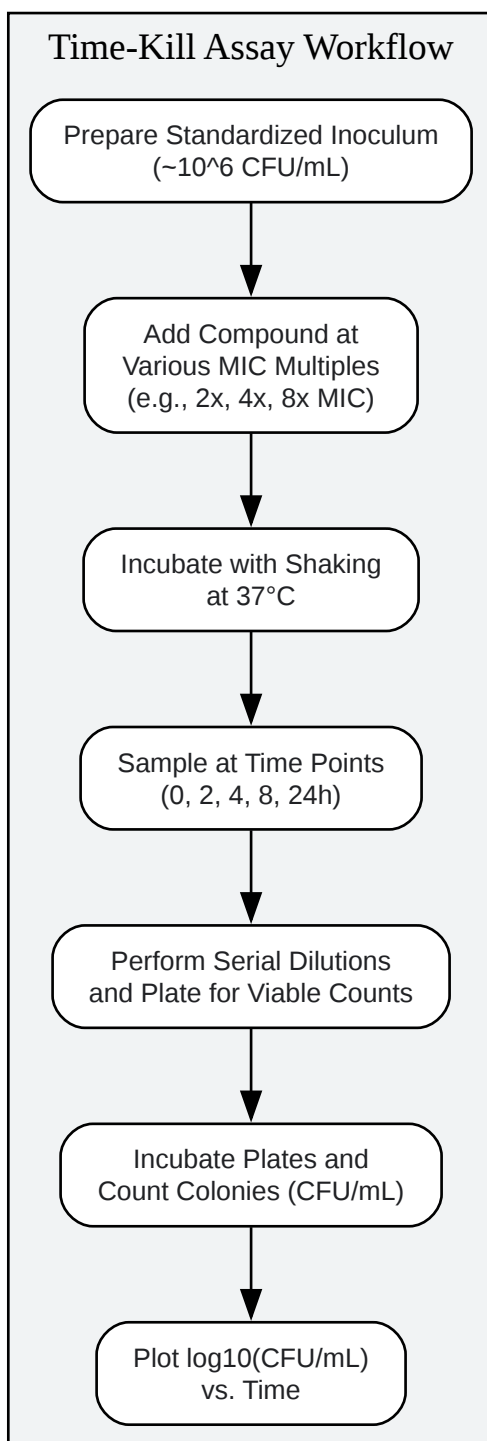 Time-Kill Assay Workflow
Prepare Standardized Inoculum
(~10^6 CFU/mL)
Add Compound at
Various MIC Multiples
(e.g., 2x, 4x, 8x MIC)
Incubate with Shaking
at 37°C
Sample at Time Points
(0, 2, 4, 8, 24h)
Perform Serial Dilutions
and Plate for Viable Counts
Incubate Plates and
Count Colonies (CFU/mL)
Plot log10(CFU/mL)
vs. Time